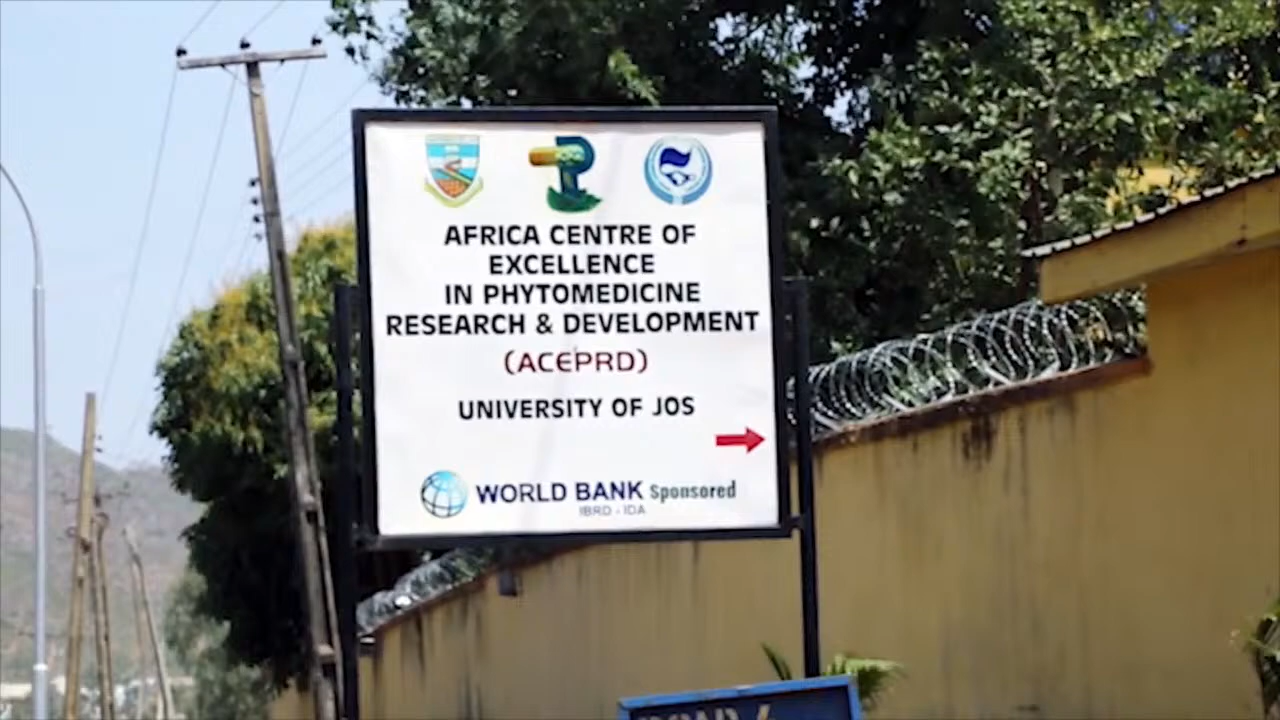 AFRICA CENTRE OF
EXCELLENCE
IN PHYTOMEDICINE
RESEARCH & DEVELOPMENT
(ACEPRD)
UNIVERSITY OF JOS
WORLD BANK Sponsored
IBRD - IDA